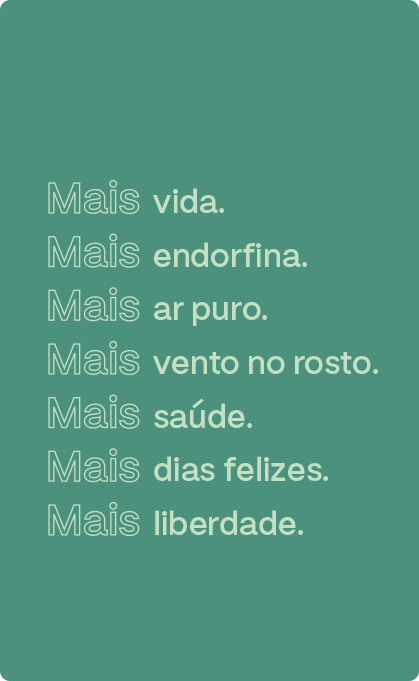 Mais vida.
Mais endorfina.
Mais ar puro.
Mais vento no rosto.
Mais saúde.
Mais dias felizes.
Mais liberdade.